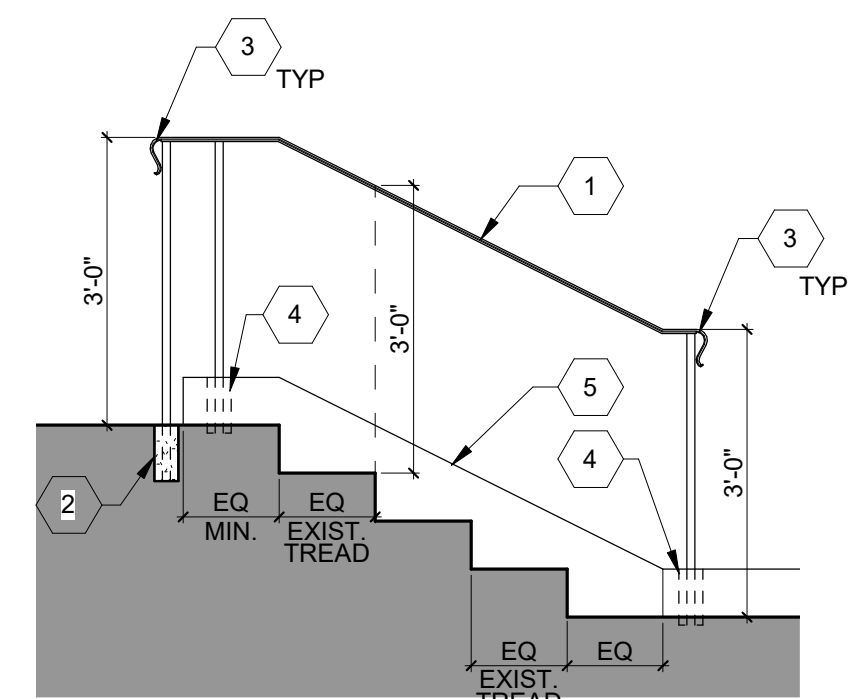 3
TYP
1
3
TYP
3'-0"
4
3'-0"
5
4
3'-0"
2
EQ
MIN.
EQ
EXIST.
TREAD
EQ
EXIST.
TREAD
EQ